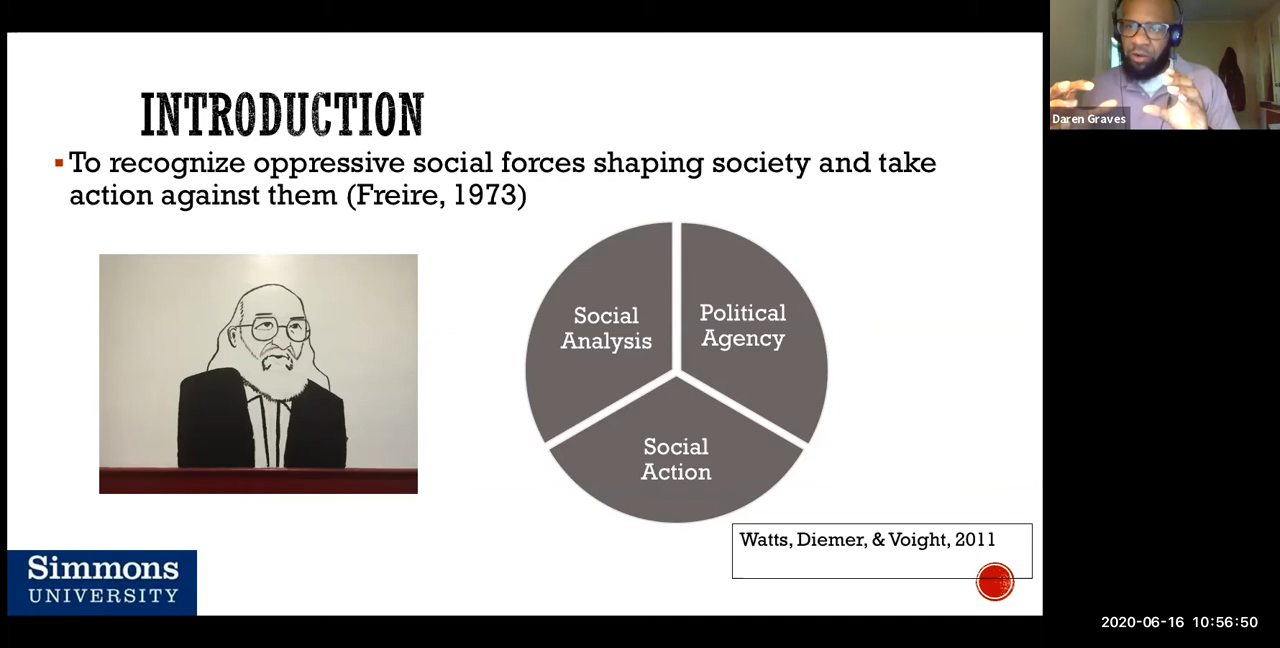 INTRODUCTION
To recognize oppressive social forces shaping society and take
action against them (Freire, 1973)
Social
Analysis
Political
Agency
Social
Action
Watts, Diemer, & Voight, 2011
Simmons
UNIVERSITY
Daren Graves
2020-06-16 10:56:50